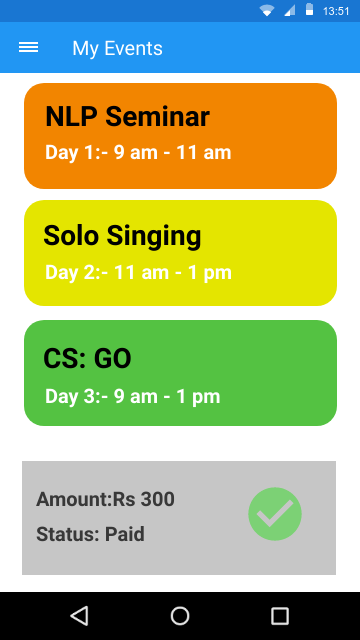 13:51
My Events
NLP Seminar
Day 1:- 9 am - 11 am
Solo Singing
Day 2:- 11 am - 1 pm
CS: GO
Day 3:- 9 am - 1 pm
Amount:Rs 300
Status: Paid